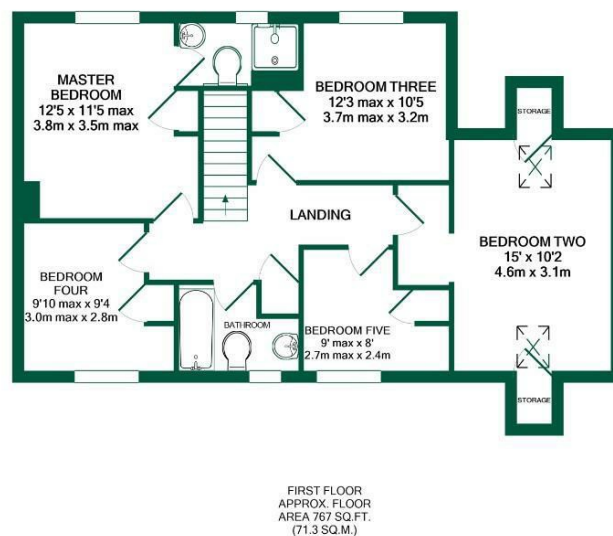 MASTER
BEDROOM
12'5 x 11'5 max
3.8m x 3.5m max
BEDROOM THREE
12'3 max x 10'5
3.7m max x 3.2m
STORAGE
LANDING
BEDROOM TWO
15' x 10'2
4.6m x 3.1m
BEDROOM
FOUR
9'10 max x 9'4
3.0m max x 2.8m
BATHROOM
BEDROOM FIVE
9' max x 8'
2.7m max x 2.4m
STORAGE
FIRST FLOOR
APPROX. FLOOR
AREA 767 SQ.FT.
(71.3 SQ.M.)